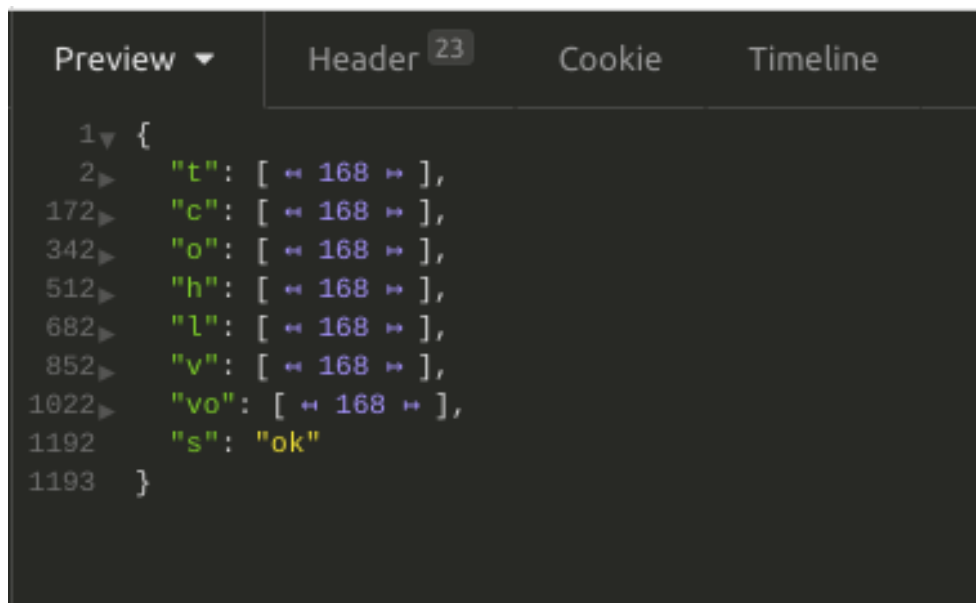 Preview ▼ Header 23 Cookie Timeline
1▼ {
2▶ "t": [ ↤ 168 ↦ ],
172▶ "c": [ ↤ 168 ↦ ],
342▶ "o": [ ↤ 168 ↦ ],
512▶ "h": [ ↤ 168 ↦ ],
682▶ "l": [ ↤ 168 ↦ ],
852▶ "v": [ ↤ 168 ↦ ],
1022▶ "vo": [ ↤ 168 ↦ ],
1192 "s": "ok"
1193 }